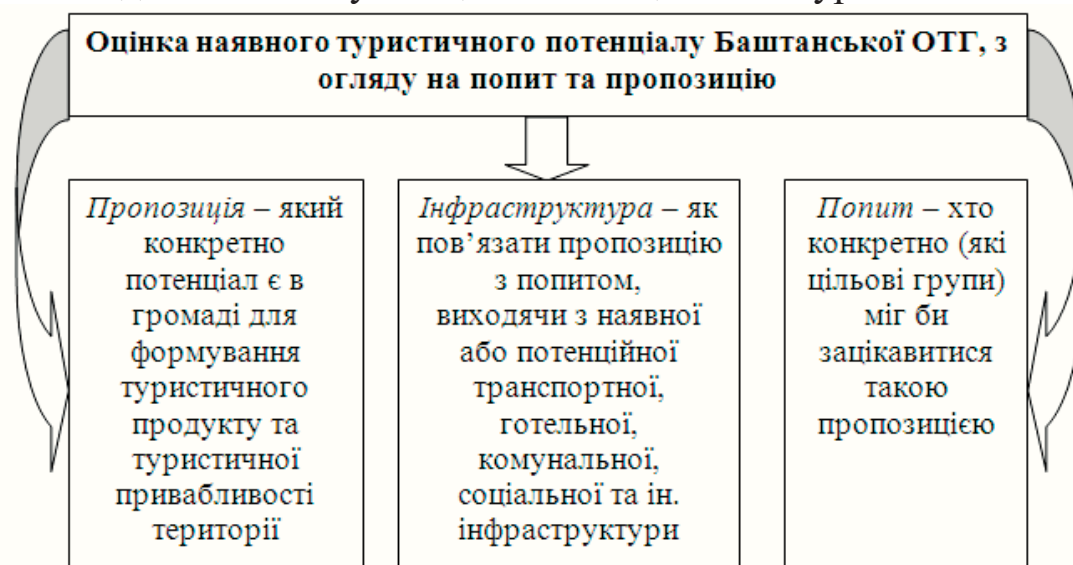 Оцінка наявного туристичного потенціалу Баштанської ОТГ, з
огляду на попит та пропозицію
Пропозиція – який
конкретно
потенціал є в
громаді для
формування
туристичного
продукту та
туристичної
привабливості
території
Інфраструктура – як
пов’язати пропозицію
з попитом,
виходячи з наявної
або потенційної
транспортної,
готельної,
комунальної,
соціальної та ін.
інфраструктури
Попит – хто
конкретно (які
цільові групи)
міг би
зацікавитися
такою
пропозицією